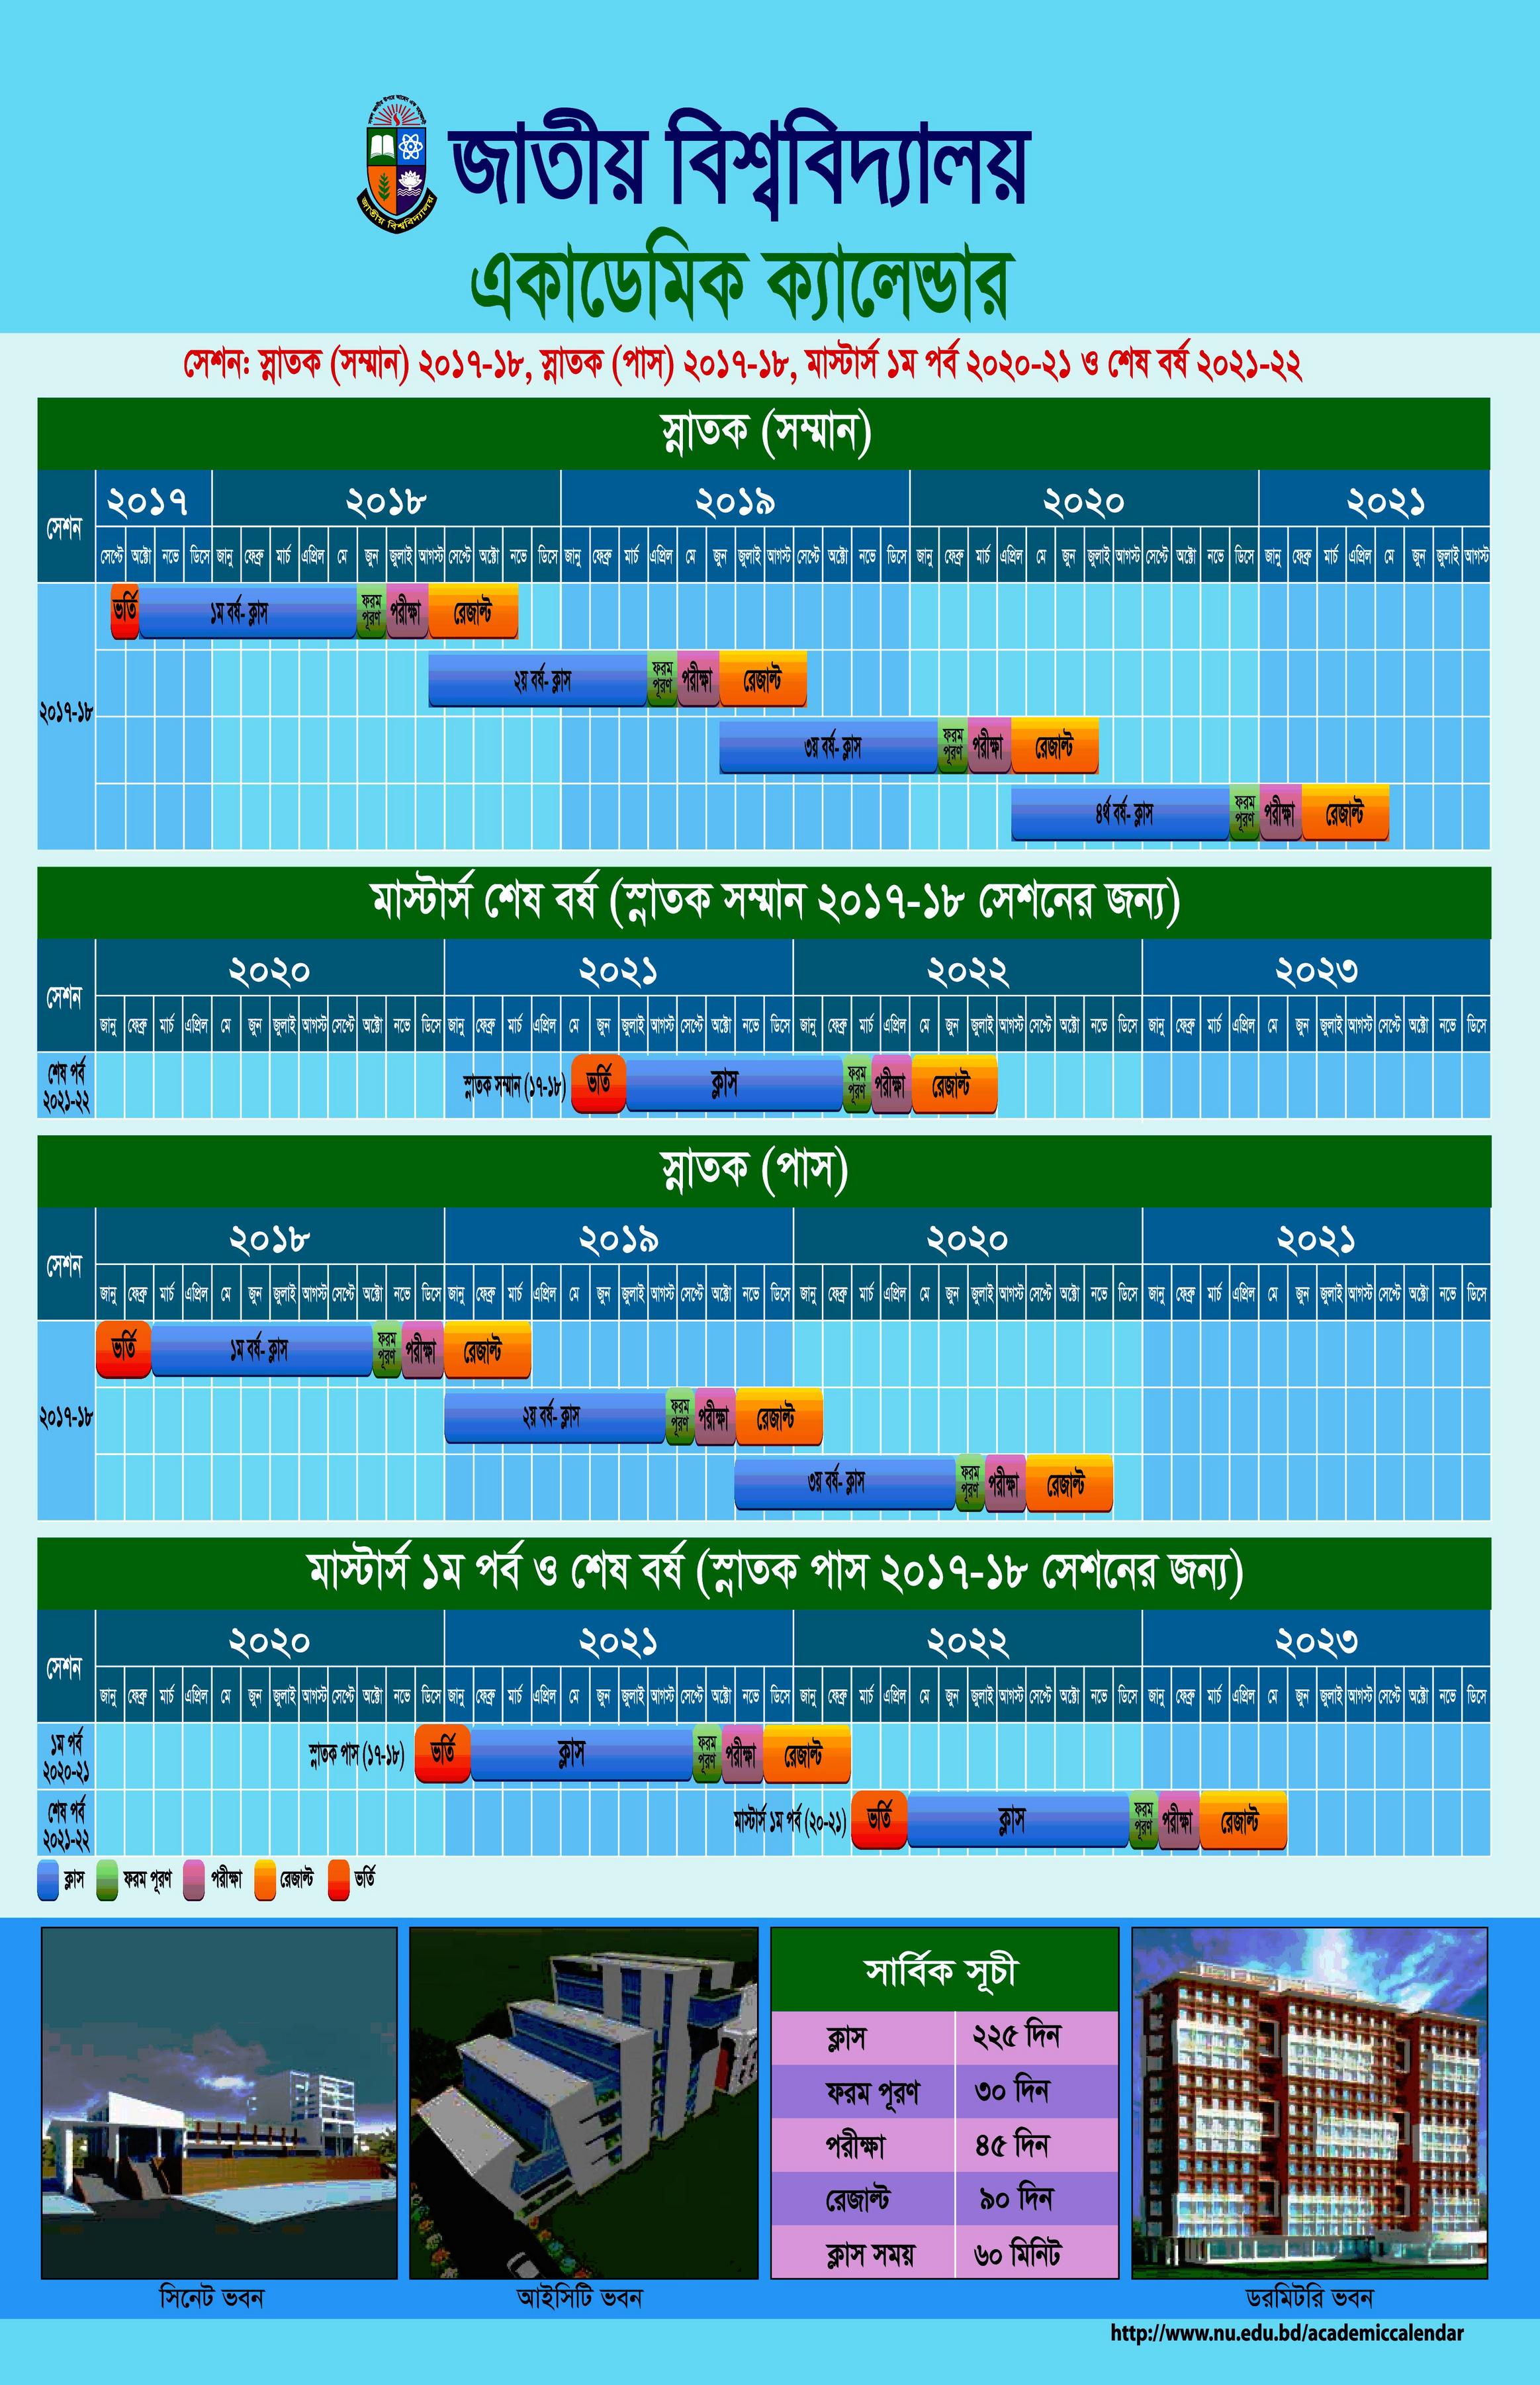 জাতীয় বিশ্ববিদ্যালয়
জাতীয় বিশ্ববিদ্যালয়
একাডেমিক ক্যালেন্ডার
সেশন: স্নাতক (সম্মান) ২০১৭-১৮, স্নাতক (পাস) ২০১৭-১৮, মাস্টার্স ১ম পর্ব ২০২০-২১ ও শেষ বর্ষ ২০২১-২২
স্নাতক (সম্মান)
সেশন ২০১৭ ২০১৮ ২০১৯ ২০২০ ২০২১
সেপ্টে অক্টো নভে ডিসে জানু ফেব্রু মার্চ এপ্রিল মে জুন জুলাই আগস্ট সেপ্টে অক্টো নভে ডিসে জানু ফেব্রু মার্চ এপ্রিল মে জুন জুলাই আগস্ট সেপ্টে অক্টো নভে ডিসে জানু ফেব্রু মার্চ এপ্রিল মে জুন জুলাই আগস্ট সেপ্টে অক্টো নভে ডিসে জানু ফেব্রু মার্চ এপ্রিল মে জুন জুলাই আগস্ট
ভর্তি ১ম বর্ষ- ক্লাস ফরম পূরণ পরীক্ষা রেজাল্ট
২য় বর্ষ- ক্লাস ফরম পূরণ পরীক্ষা রেজাল্ট
২০১৭-১৮
৩য় বর্ষ- ক্লাস ফরম পূরণ পরীক্ষা রেজাল্ট
৪র্থ বর্ষ- ক্লাস ফরম পূরণ পরীক্ষা রেজাল্ট
মাস্টার্স শেষ বর্ষ (স্নাতক সম্মান ২০১৭-১৮ সেশনের জন্য)
সেশন ২০২০ ২০২১ ২০২২ ২০২৩
জানু ফেব্রু মার্চ এপ্রিল মে জুন জুলাই আগস্ট সেপ্টে অক্টো নভে ডিসে জানু ফেব্রু মার্চ এপ্রিল মে জুন জুলাই আগস্ট সেপ্টে অক্টো নভে ডিসে জানু ফেব্রু মার্চ এপ্রিল মে জুন জুলাই আগস্ট সেপ্টে অক্টো নভে ডিসে জানু ফেব্রু মার্চ এপ্রিল মে জুন জুলাই আগস্ট সেপ্টে অক্টো নভে ডিসে
শেষ পর্ব ২০২১-২২ স্নাতক সম্মান (১৭-১৮) ভর্তি ক্লাস ফরম পূরণ পরীক্ষা রেজাল্ট
স্নাতক (পাস)
সেশন ২০১৮ ২০১৯ ২০২০ ২০২১
জানু ফেব্রু মার্চ এপ্রিল মে জুন জুলাই আগস্ট সেপ্টে অক্টো নভে ডিসে জানু ফেব্রু মার্চ এপ্রিল মে জুন জুলাই আগস্ট সেপ্টে অক্টো নভে ডিসে জানু ফেব্রু মার্চ এপ্রিল মে জুন জুলাই আগস্ট সেপ্টে অক্টো নভে ডিসে জানু ফেব্রু মার্চ এপ্রিল মে জুন জুলাই আগস্ট সেপ্টে অক্টো নভে ডিসে
ভর্তি ১ম বর্ষ- ক্লাস ফরম পূরণ পরীক্ষা রেজাল্ট
২০১৭-১৮ ২য় বর্ষ- ক্লাস ফরম পূরণ পরীক্ষা রেজাল্ট
৩য় বর্ষ- ক্লাস ফরম পূরণ পরীক্ষা রেজাল্ট
মাস্টার্স ১ম পর্ব ও শেষ বর্ষ (স্নাতক পাস ২০১৭-১৮ সেশনের জন্য)
সেশন ২০২০ ২০২১ ২০২২ ২০২৩
জানু ফেব্রু মার্চ এপ্রিল মে জুন জুলাই আগস্ট সেপ্টে অক্টো নভে ডিসে জানু ফেব্রু মার্চ এপ্রিল মে জুন জুলাই আগস্ট সেপ্টে অক্টো নভে ডিসে জানু ফেব্রু মার্চ এপ্রিল মে জুন জুলাই আগস্ট সেপ্টে অক্টো নভে ডিসে জানু ফেব্রু মার্চ এপ্রিল মে জুন জুলাই আগস্ট সেপ্টে অক্টো নভে ডিসে
১ম পর্ব ২০২০-২১ স্নাতক পাস (১৭-১৮) ভর্তি ক্লাস ফরম পূরণ পরীক্ষা রেজাল্ট
শেষ পর্ব ২০২১-২২ মাস্টার্স ১ম পর্ব (২০-২১) ভর্তি ক্লাস ফরম পূরণ পরীক্ষা রেজাল্ট
ক্লাস ফরম পূরণ পরীক্ষা রেজাল্ট ভর্তি
সার্বিক সূচী
ক্লাস ২২৫ দিন
ফরম পূরণ ৩০ দিন
পরীক্ষা ৪৫ দিন
রেজাল্ট ৯০ দিন
ক্লাস সময় ৬০ মিনিট
সিনেট ভবন আইসিটি ভবন ডরমিটরি ভবন
http://www.nu.edu.bd/academiccalendar